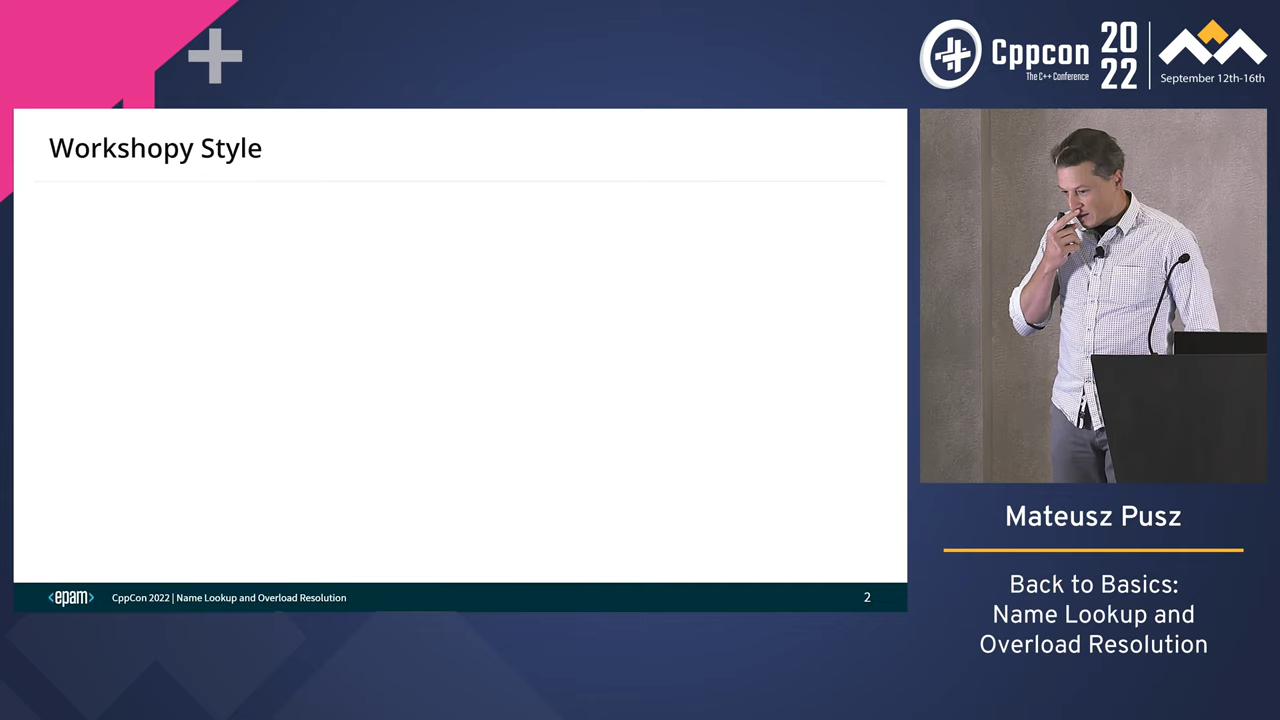 Cppcon
The C++ Conference
20
22
September 12th-16th
Workshopy Style
<epam>
CppCon 2022 | Name Lookup and Overload Resolution
2
Mateusz Pusz
Back to Basics:
Name Lookup and
Overload Resolution